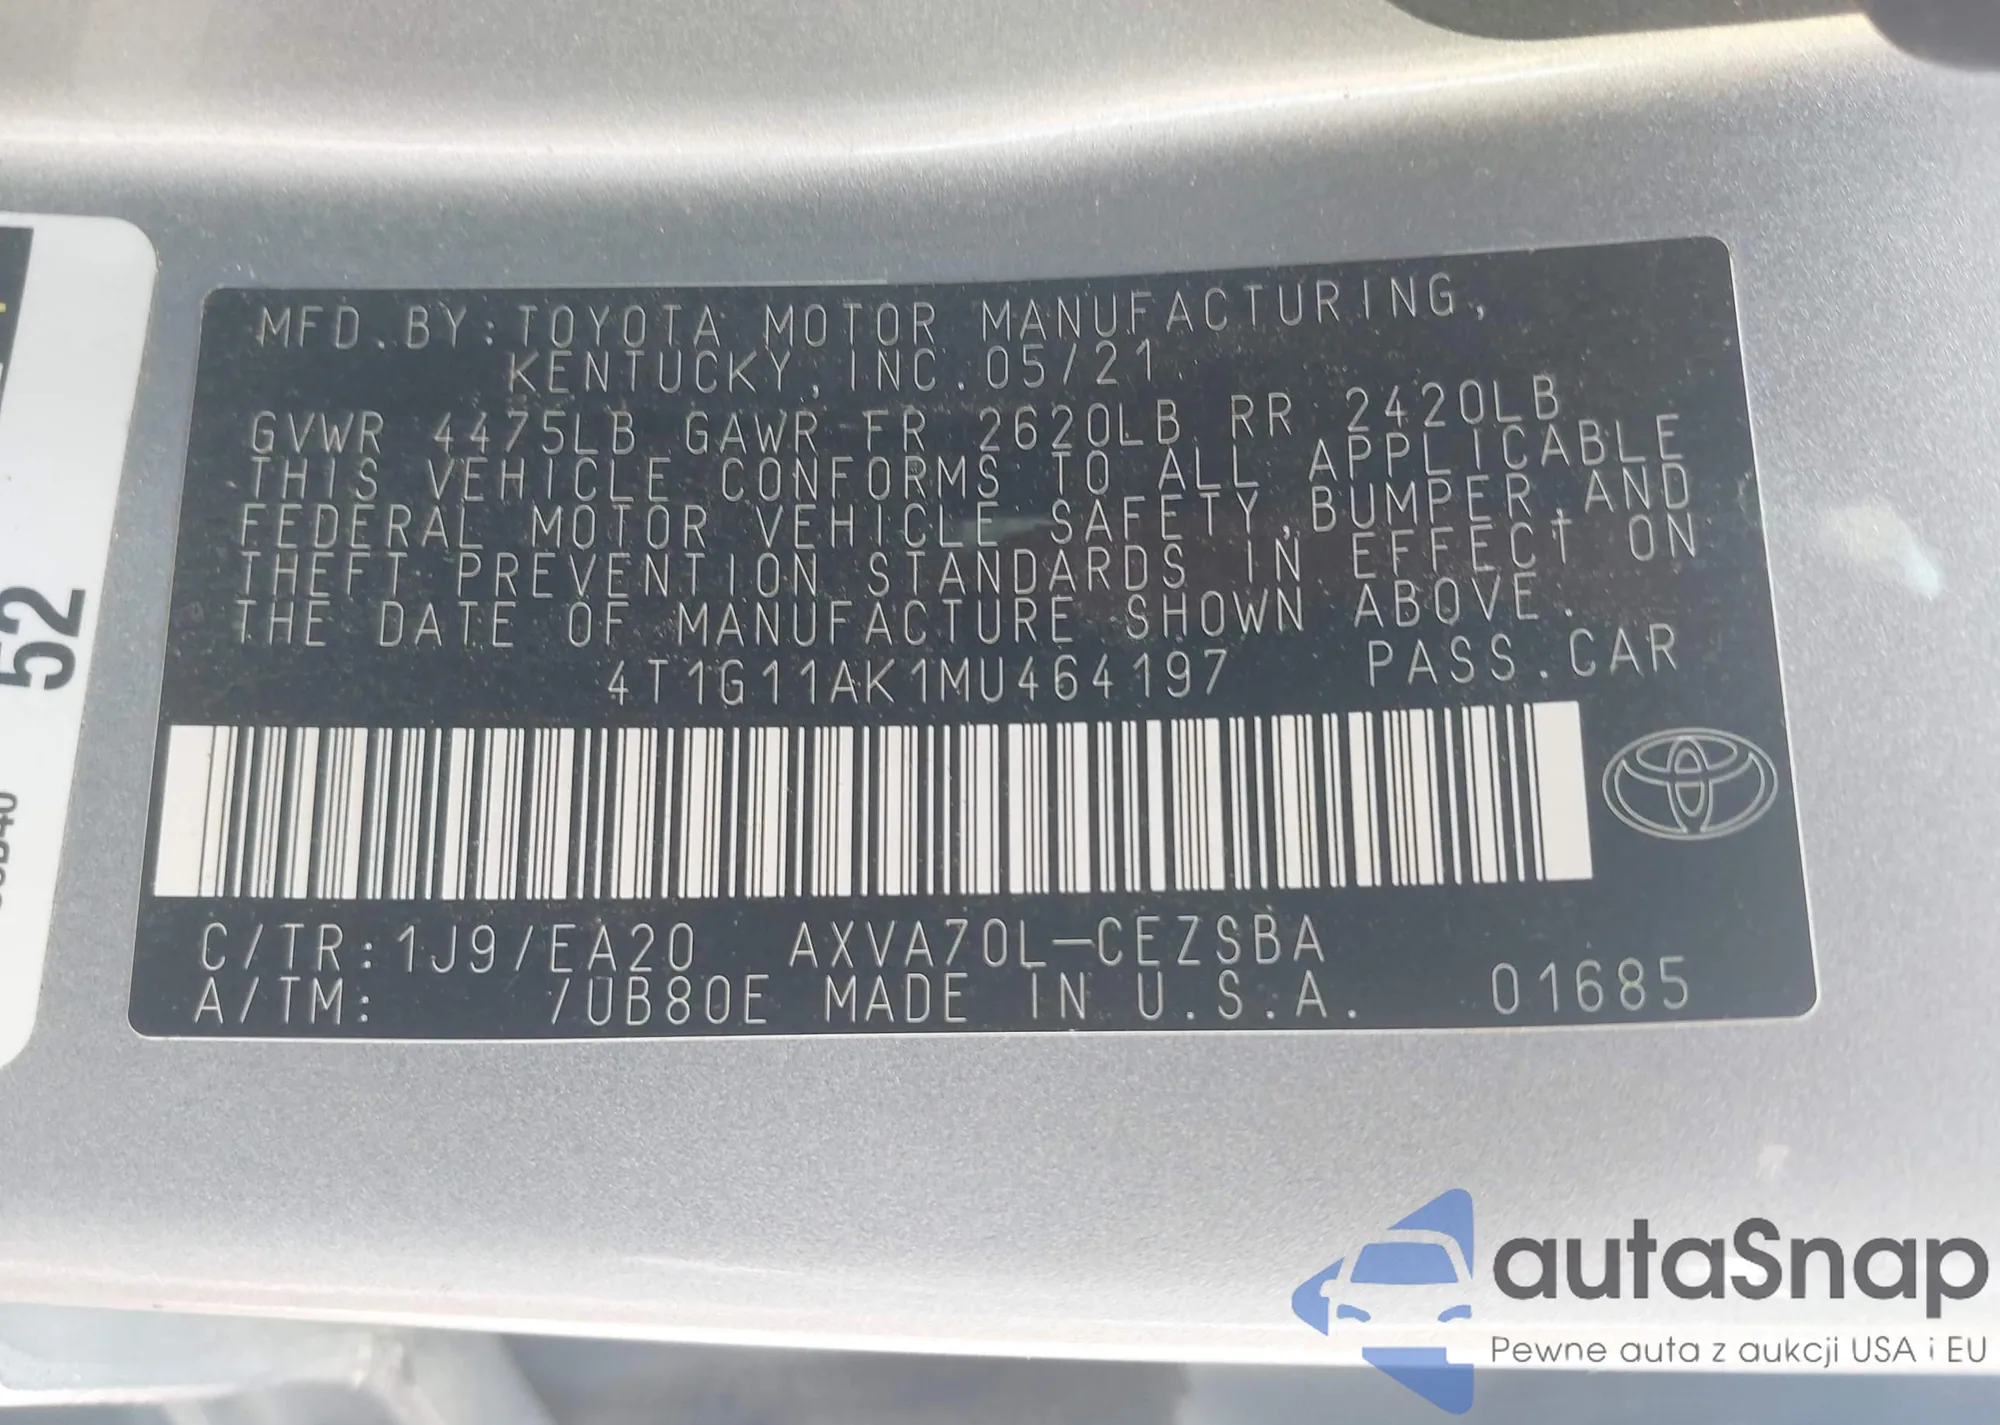 MFD.BY:TOYOTA MOTOR MANUFACTURING,
KENTUCKY, INC. 05/21
GVWR 4475LB GAWR FR 2620LB RR 2420LB
THIS VEHICLE CONFORMS TO ALL APPLICABLE
FEDERAL MOTOR VEHICLE SAFETY, BUMPER, AND
THEFT PREVENTION STANDARDS IN EFFECT ON
THE DATE OF MANUFACTURE SHOWN ABOVE.
4T1G11AK1MU464197 PASS.CAR
C/TR:1J9/EA20 AXVA70L-CEZSBA
A/TM: /UB80E MADE IN U.S.A. 01685
52
autaSnap
Pewne auta z aukcji USA i EU